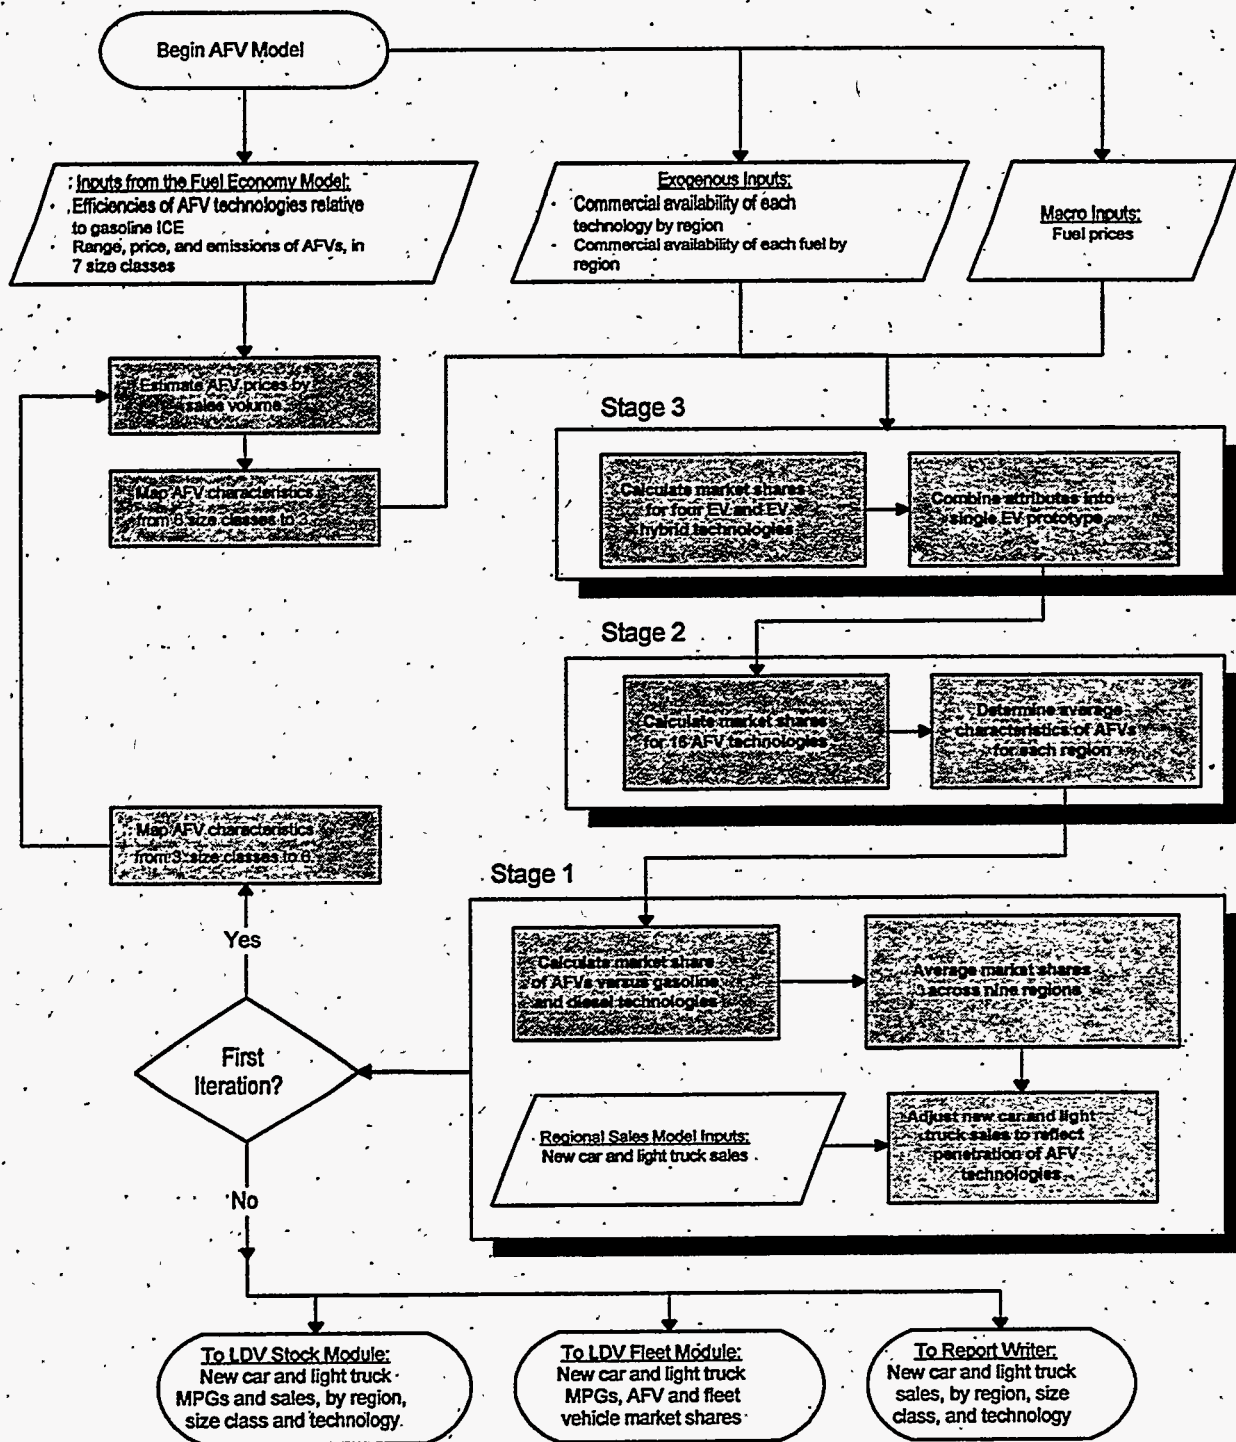 Begin AFV Model
Inputs from the Fuel Economy Model:
Efficiencies of AFV technologies relative
to gasoline ICE
Range, price, and emissions of AFVs, in
7 size classes
Exogenous Inputs:
Commercial availability of each
technology by region
Commercial availability of each fuel by
region
Macro Inputs:
Fuel prices
Estimate AFV prices by
sales volume
Map AFV characteristics
from 6 size classes to 3
Stage 3
Calculate market shares
for four EV and EV
hybrid technologies
Combine attributes into
single EV prototype
Stage 2
Calculate market shares
for 16 AFV technologies
Determine average
characteristics of AFVs
for each region
Map AFV characteristics
from 3 size classes to 6
Stage 1
Calculate market share
of AFVs versus gasoline
and diesel technologies
Average market shares
across nine regions
Yes
First
Iteration?
Regional Sales Model Inputs:
New car and light truck sales
Adjust new car and light
truck sales to reflect
penetration of AFV
technologies
No
To LDV Stock Module:
New car and light truck
MPGs and sales, by region,
size class and technology.
To LDV Fleet Module:
New car and light truck
MPGs, AFV and fleet
vehicle market shares
To Report Writer:
New car and light truck
sales, by region, size
class, and technology